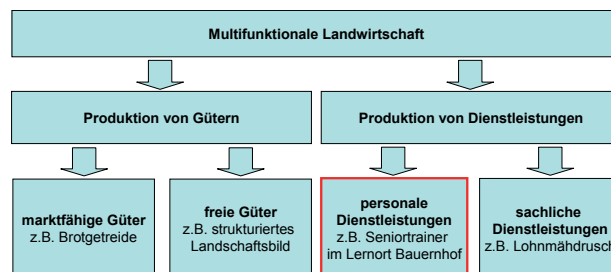 Multifunktionale Landwirtschaft
Produktion von Gütern
Produktion von Dienstleistungen
marktfähige Güter
z.B. Brotgetreide
freie Güter
z.B. strukturiertes
Landschaftsbild
personale
Dienstleistungen
z.B. Seniortrainer
im Lernort Bauernhof
sachliche
Dienstleistungen
z.B. Lohnmähdrusch